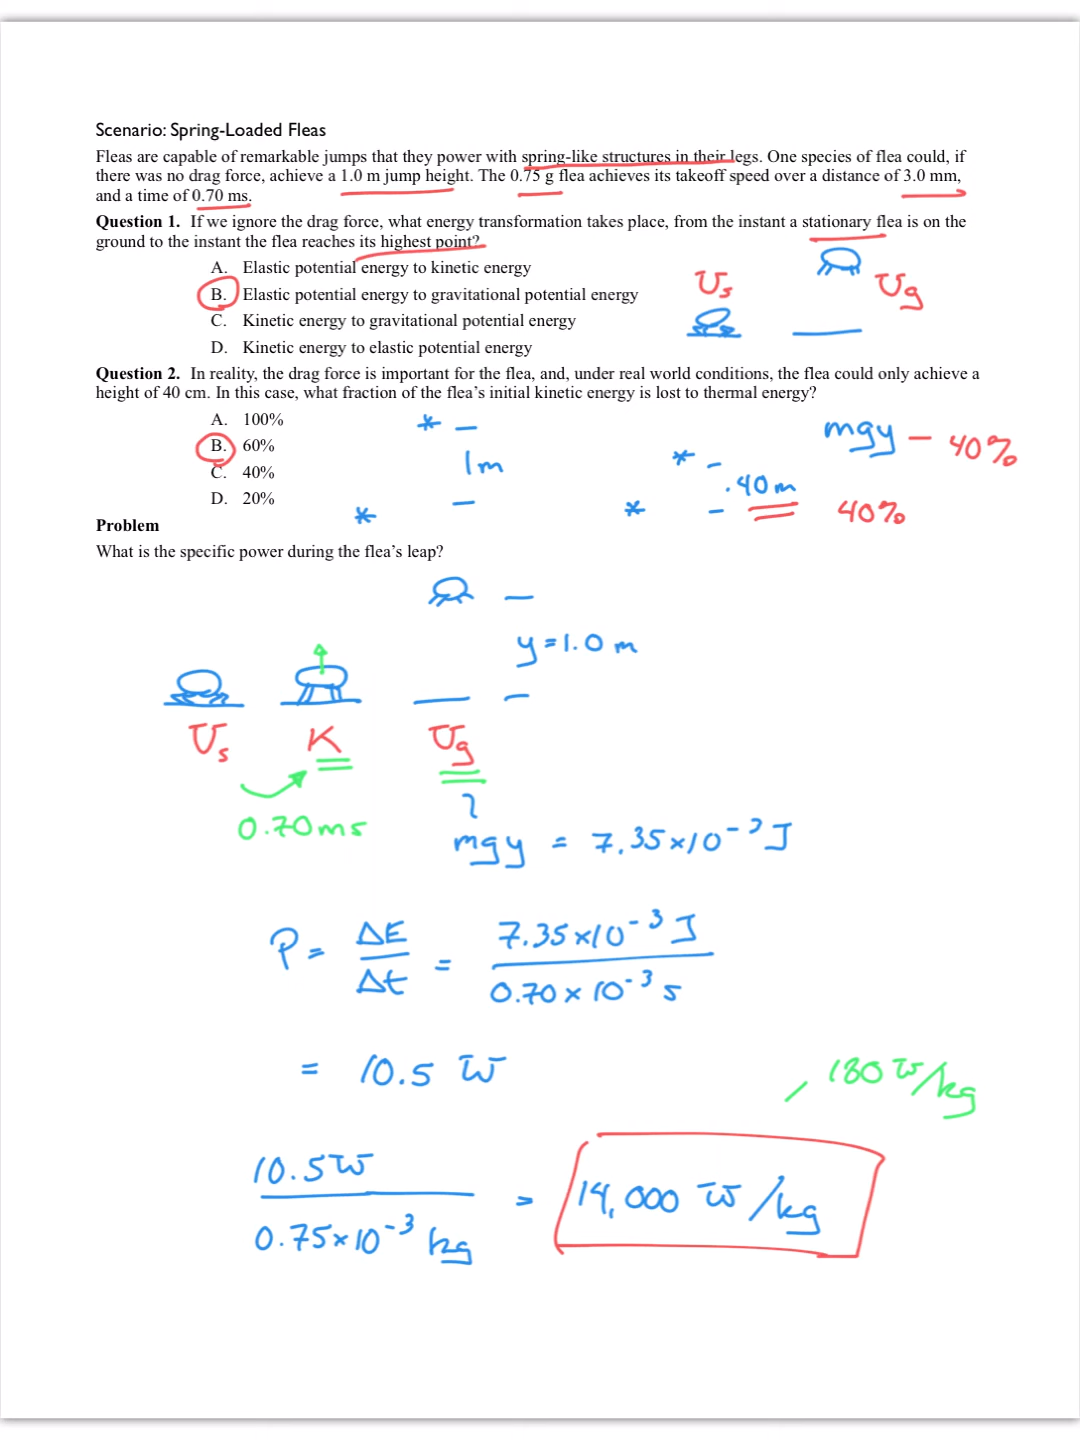 Scenario: Spring-Loaded Fleas
Fleas are capable of remarkable jumps that they power with spring-like structures in their legs. One species of flea could, if
there was no drag force, achieve a 1.0 m jump height. The 0.75 g flea achieves its takeoff speed over a distance of 3.0 mm,
and a time of 0.70 ms.
Question 1. If we ignore the drag force, what energy transformation takes place, from the instant a stationary flea is on the
ground to the instant the flea reaches its highest point?
A. Elastic potential energy to kinetic energy
B. Elastic potential energy to gravitational potential energy
C. Kinetic energy to gravitational potential energy
D. Kinetic energy to elastic potential energy
Us
Ug
Question 2. In reality, the drag force is important for the flea, and, under real world conditions, the flea could only achieve a
height of 40 cm. In this case, what fraction of the flea's initial kinetic energy is lost to thermal energy?
A. 100%
B. 60%
C. 40%
D. 20%
1m
.40 m
mgy - 40%
40%
Problem
What is the specific power during the flea's leap?
y = 1.0 m
Us K Ug
0.70 ms
mgy = 7.35 × 10⁻³ J
P = ΔE/Δt = 7.35 × 10⁻³ J / 0.70 × 10⁻³ s
= 10.5 W
180 W/kg
10.5 W / 0.75 × 10⁻³ kg = 14,000 W/kg